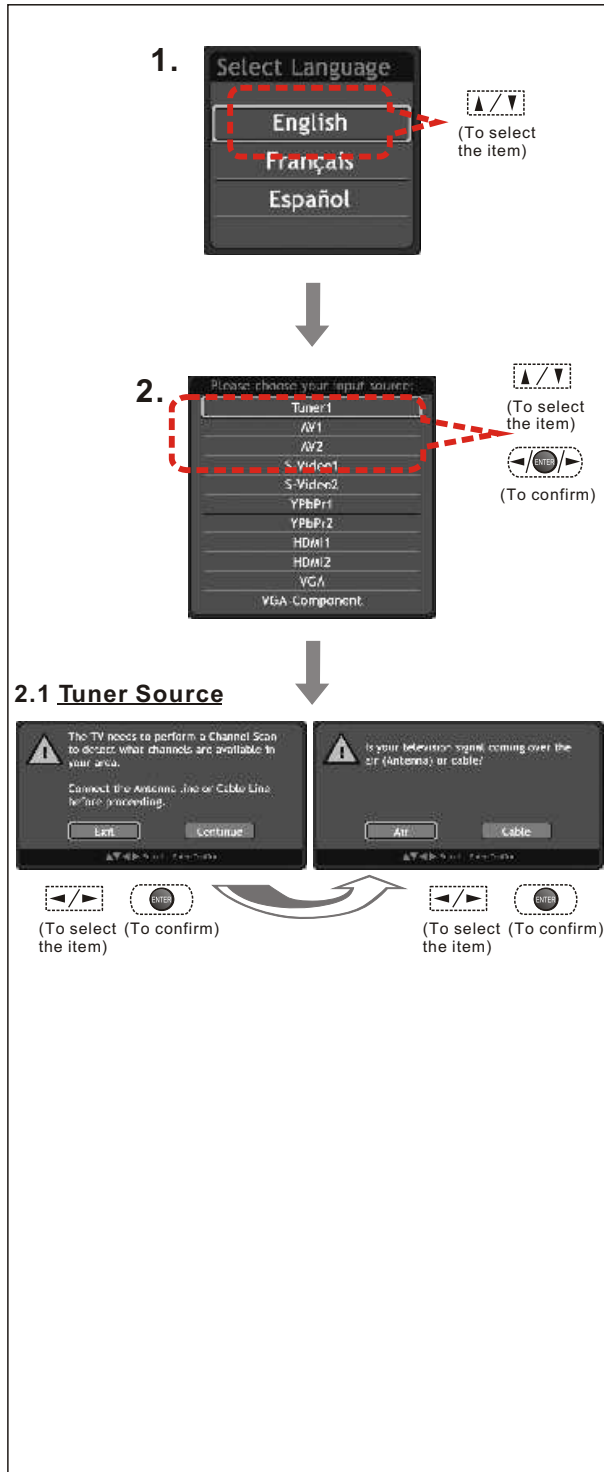 1.
Select Language
English
Français
Español
(To select
the item)
2.
Please choose your input source:
Tuner1
AV1
AV2
S-Video1
S-Video2
YPbPr1
YPbPr2
HDMI1
HDMI2
VGA
VGA-Component
(To select
the item)
ENTER
(To confirm)
2.1 Tuner Source
The TV needs to perform a Channel Scan
to detect what channels are available in
your area.
Connect the Antenna Line or Cable Line
before proceeding.
Exit
Continue
Is your television signal coming over the
air (Antenna) or cable?
Air
Cable
ENTER
(To select
the item)
(To confirm)
ENTER
(To select
the item)
(To confirm)